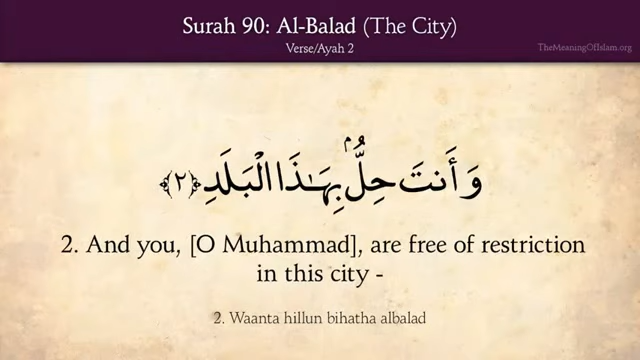 Surah 90: Al-Balad (The City)
Verse/Ayah 2
TheMeaningOfIslam.org
وَأَنتَ حِلٌّۢ بِهَـٰذَا الْبَلَدِ ﴿٢﴾
2. And you, [O Muhammad], are free of restriction
in this city -
2. Waanta hillun bihatha albalad